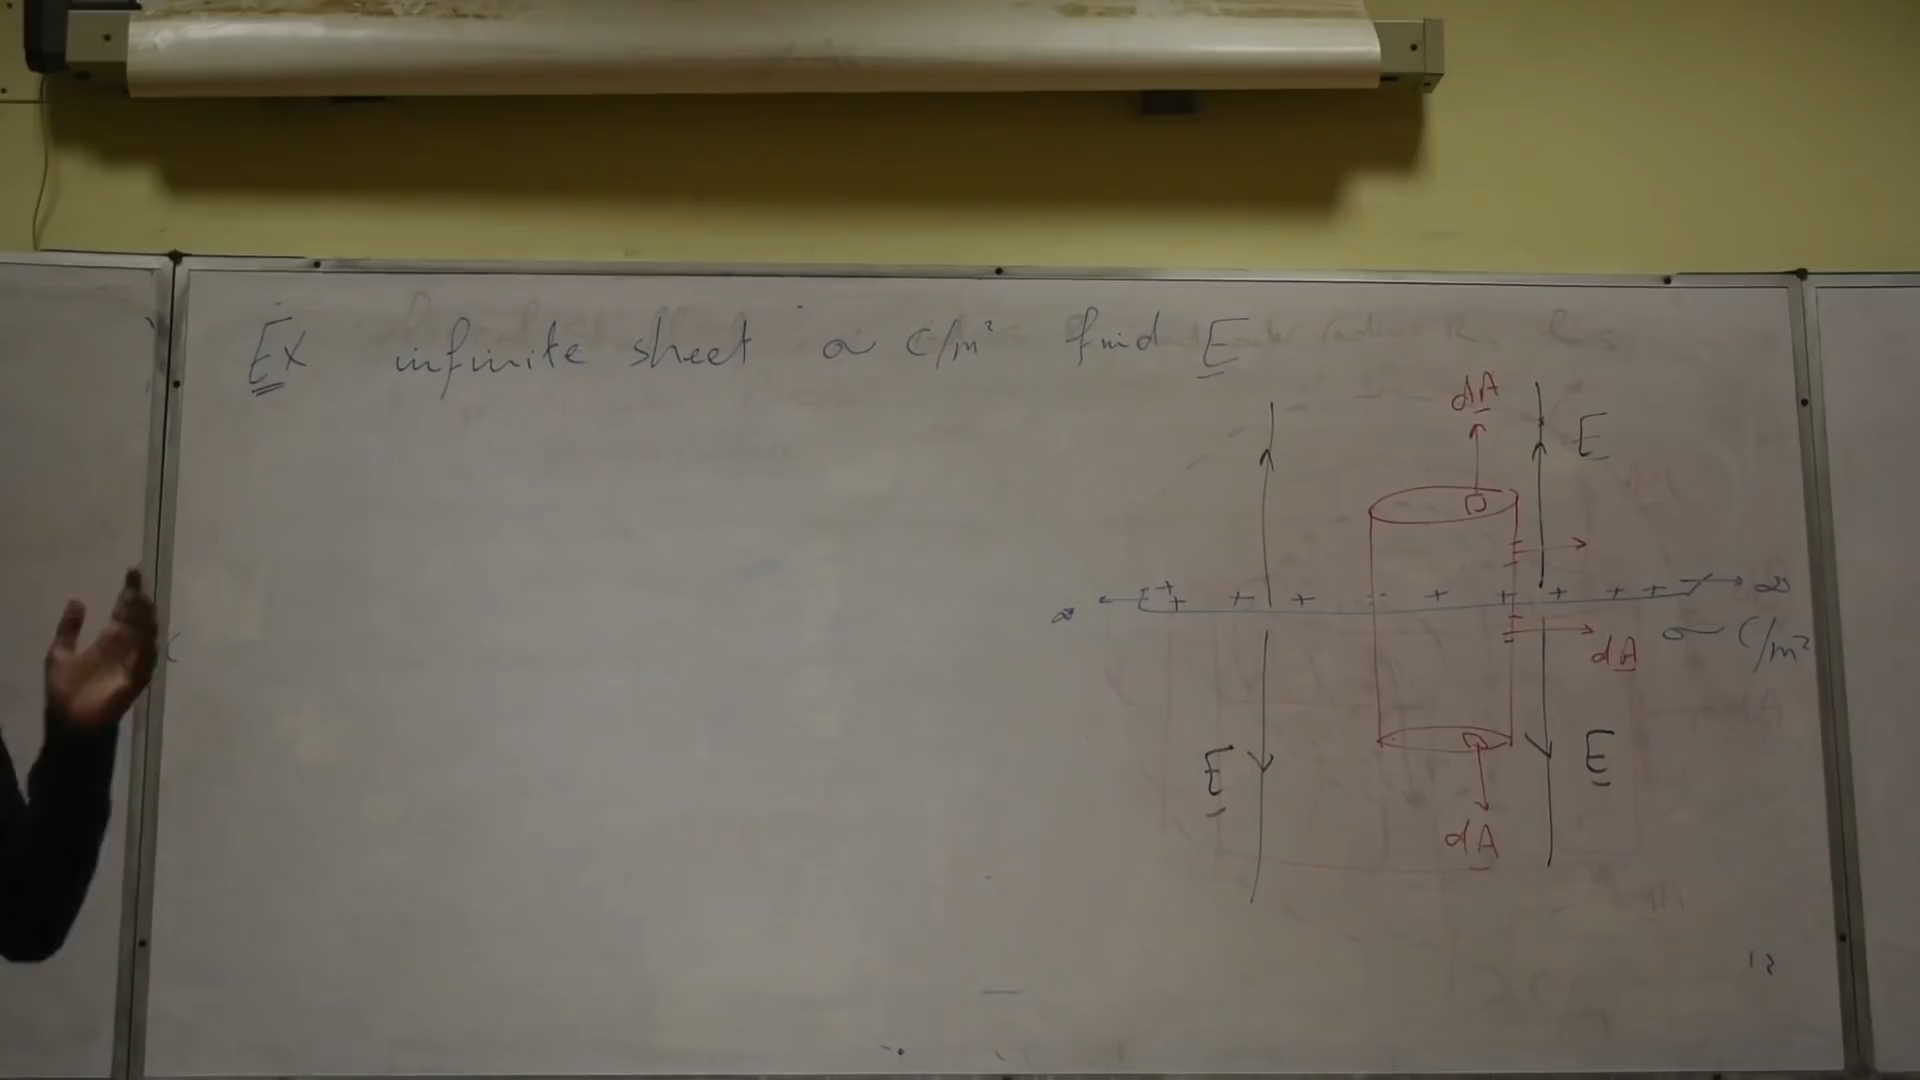 Ex infinite sheet σ C/m² find E
dA
E
+ + + + + + + + +
∞ ∞
σ C/m²
dA
E E
dA